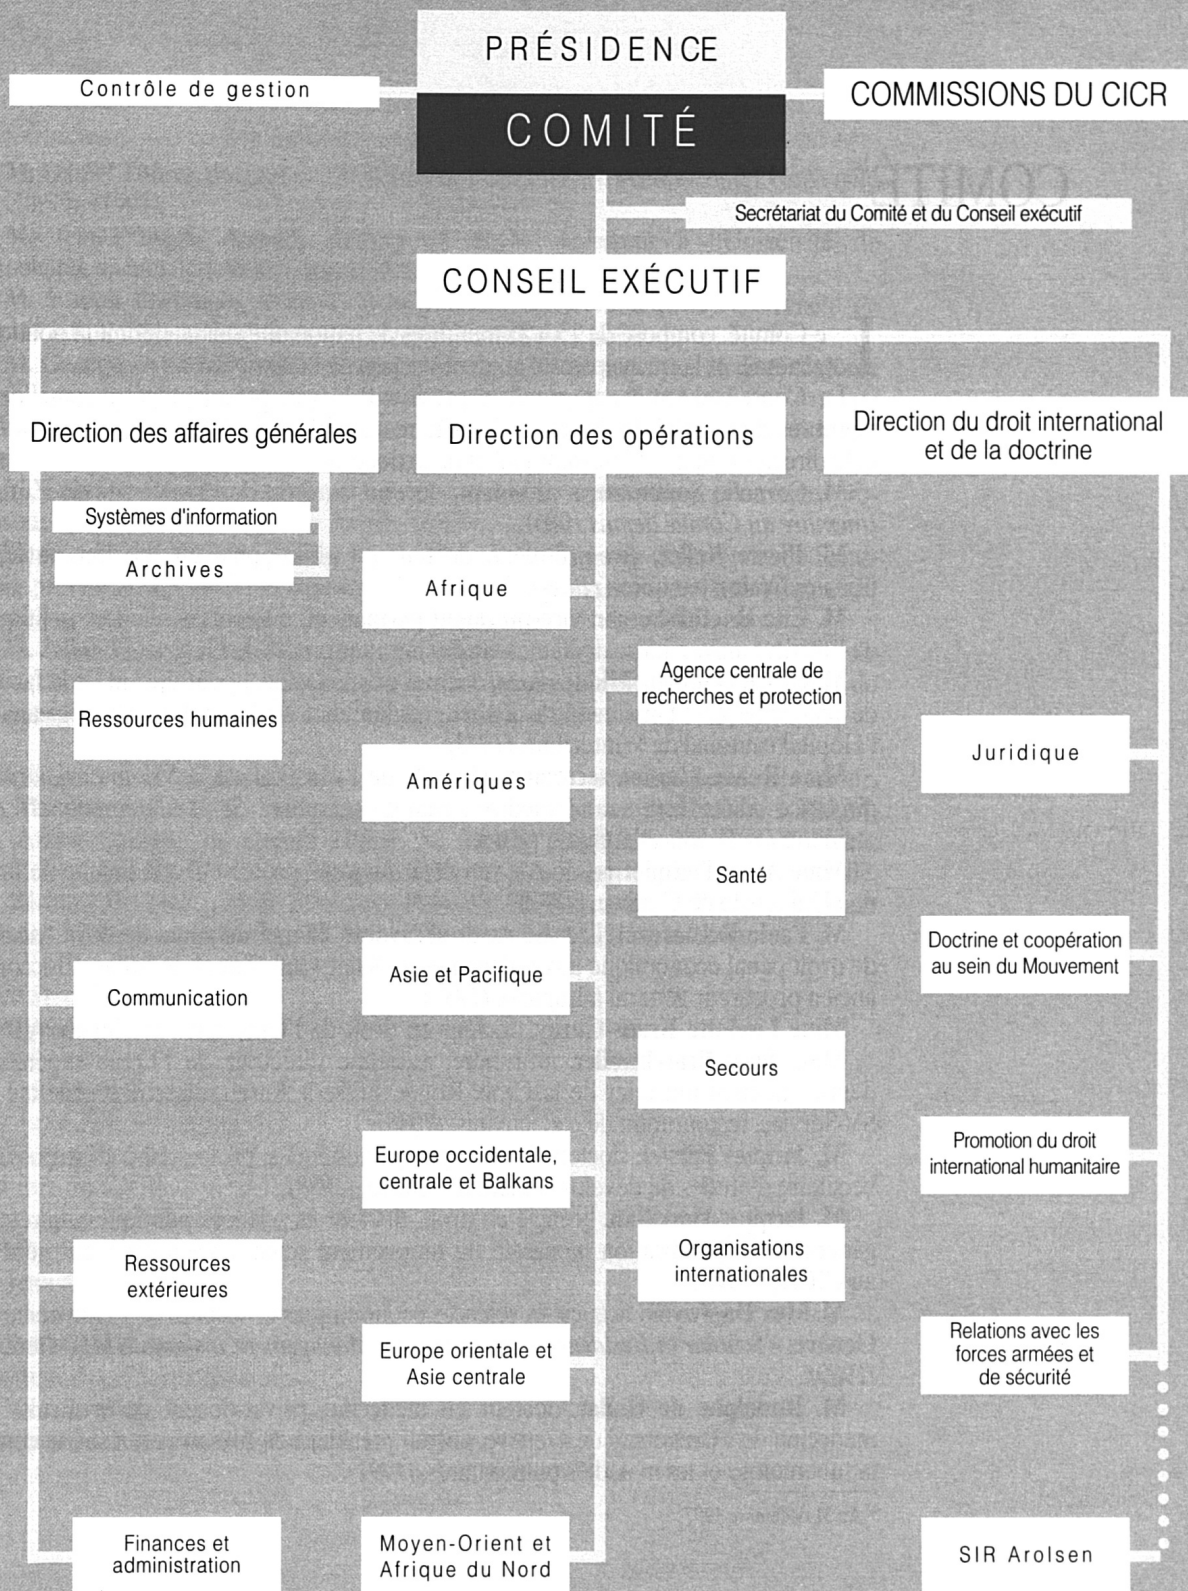 PRÉSIDENCE
Contrôle de gestion
COMMISSIONS DU CICR
COMITÉ
Secrétariat du Comité et du Conseil exécutif
CONSEIL EXÉCUTIF
Direction des affaires générales
Systèmes d'information
Archives
Ressources humaines
Communication
Ressources
extérieures
Finances et
administration
Direction des opérations
Afrique
Agence centrale de
recherches et protection
Amériques
Santé
Asie et Pacifique
Secours
Europe occidentale,
centrale et Balkans
Organisations
internationales
Europe orientale et
Asie centrale
Moyen-Orient et
Afrique du Nord
Direction du droit international
et de la doctrine
Juridique
Doctrine et coopération
au sein du Mouvement
Promotion du droit
international humanitaire
Relations avec les
forces armées et
de sécurité
SIR Arolsen